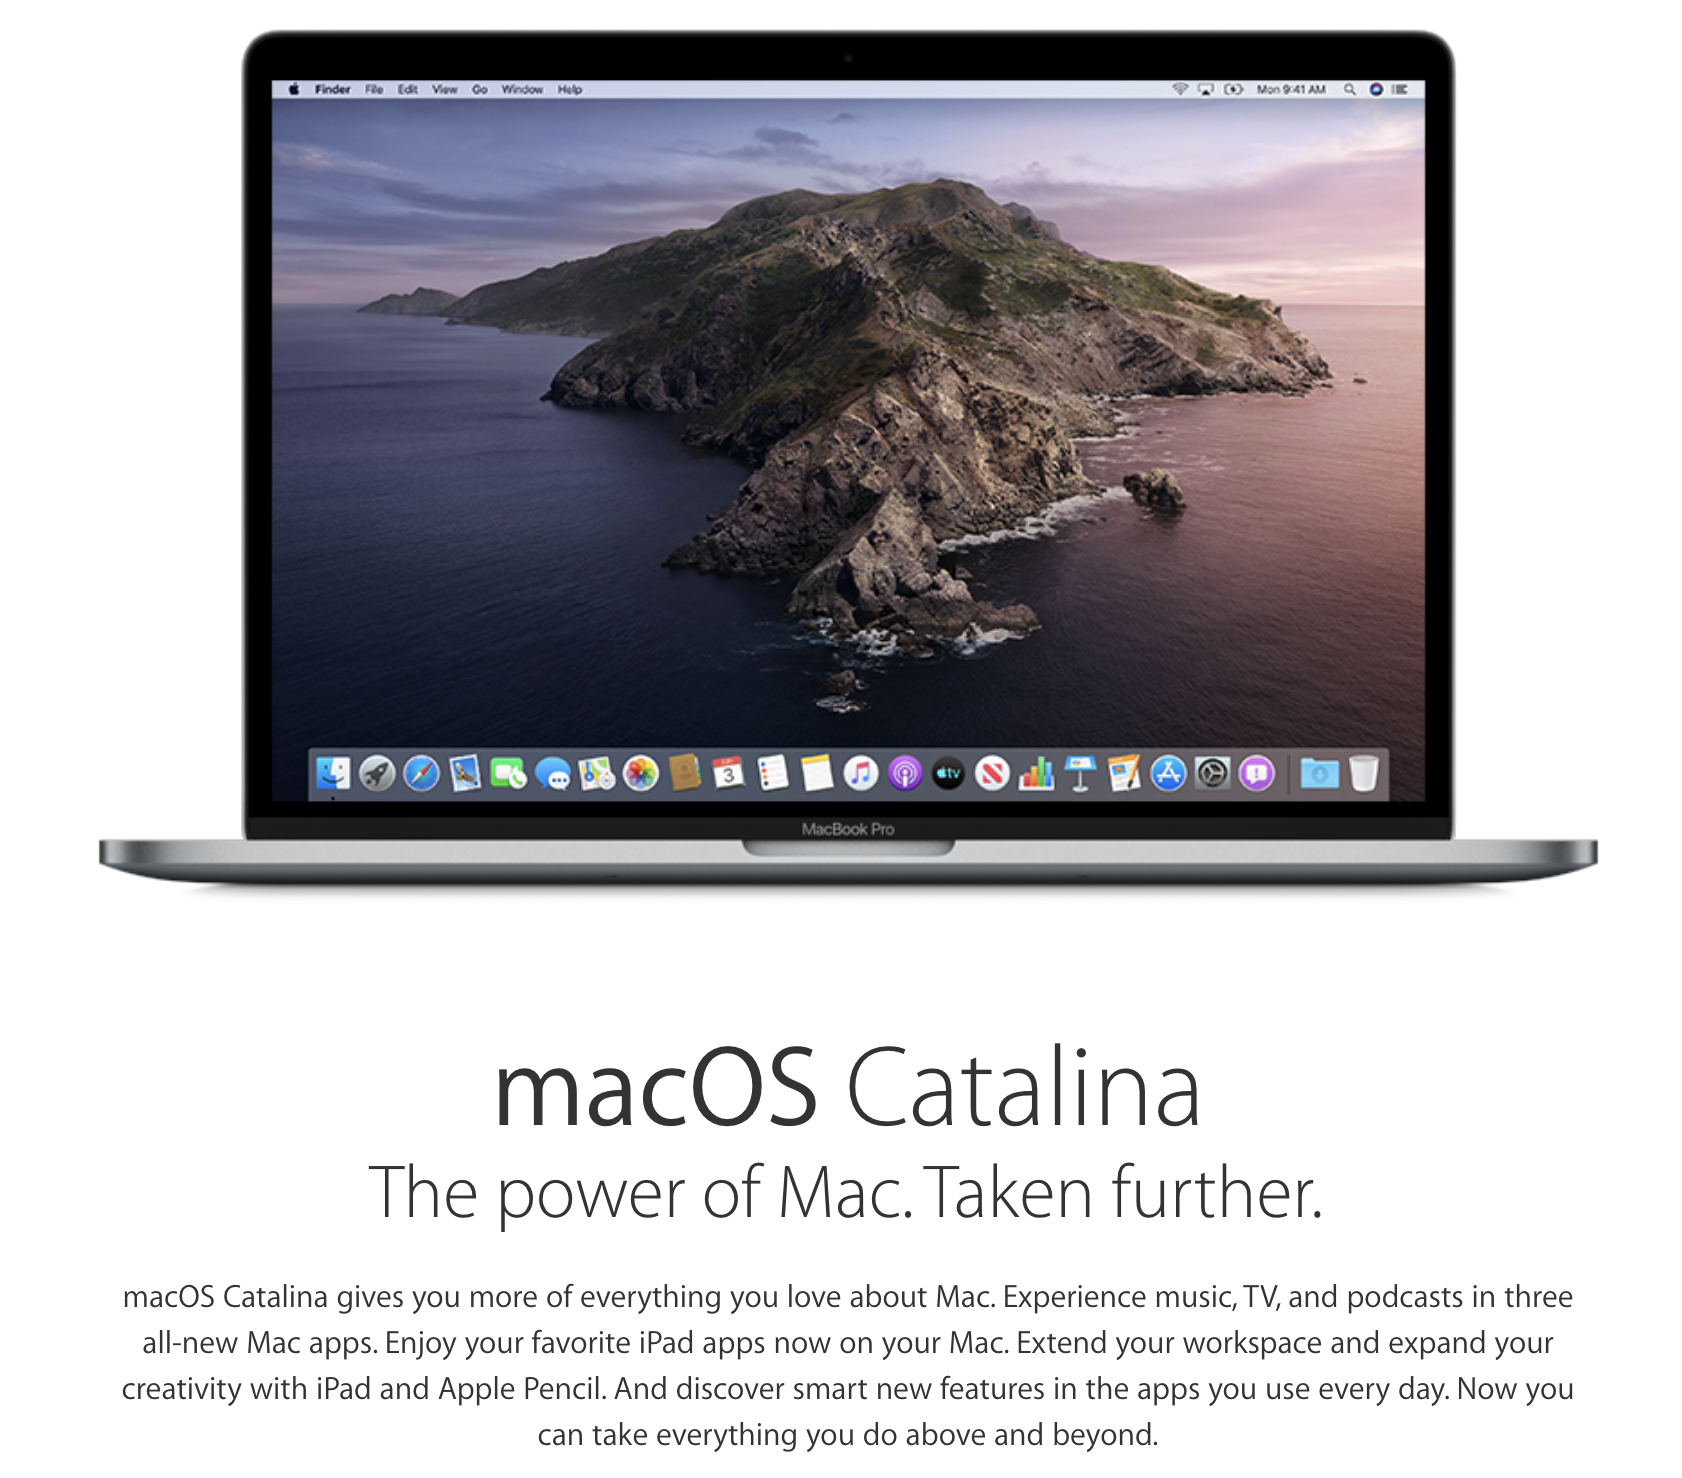 Finder File Edit View Go Window Help
Mon 9:41 AM
3
tv
MacBook Pro
macOS Catalina
The power of Mac. Taken further.
macOS Catalina gives you more of everything you love about Mac. Experience music, TV, and podcasts in three
all-new Mac apps. Enjoy your favorite iPad apps now on your Mac. Extend your workspace and expand your
creativity with iPad and Apple Pencil. And discover smart new features in the apps you use every day. Now you
can take everything you do above and beyond.